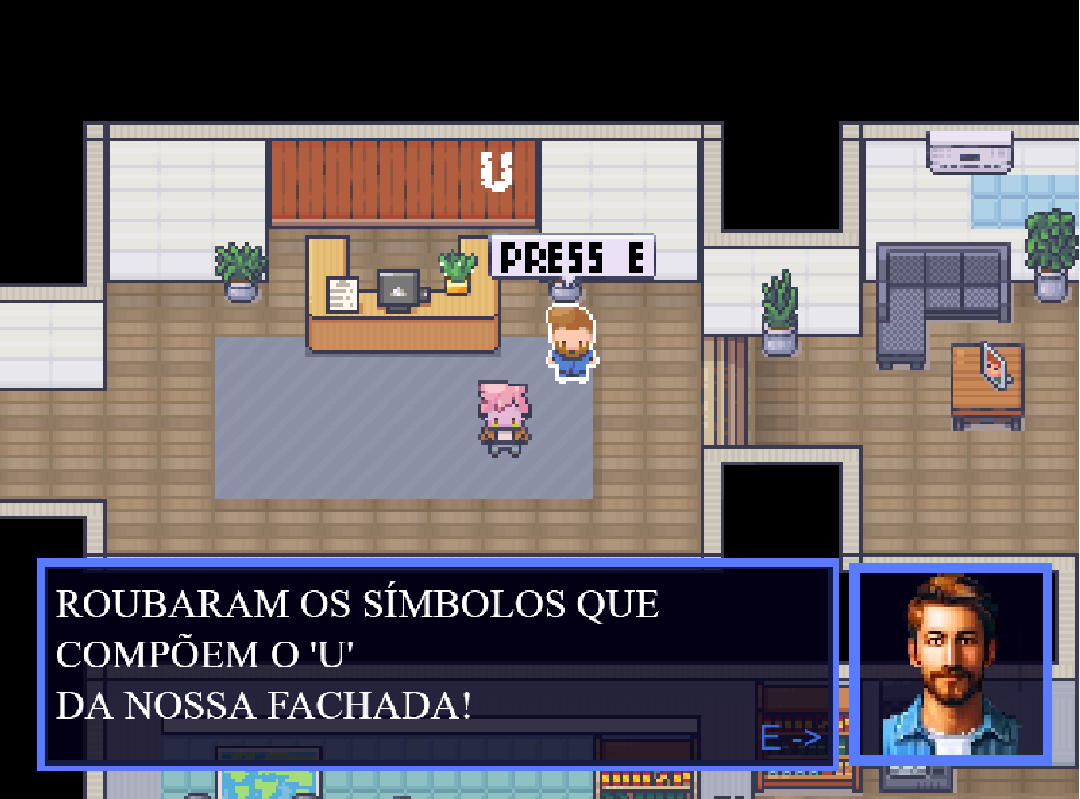 U
PRESS E
ROUBARAM OS SÍMBOLOS QUE
COMPÕEM O 'U'
DA NOSSA FACHADA!
E ->